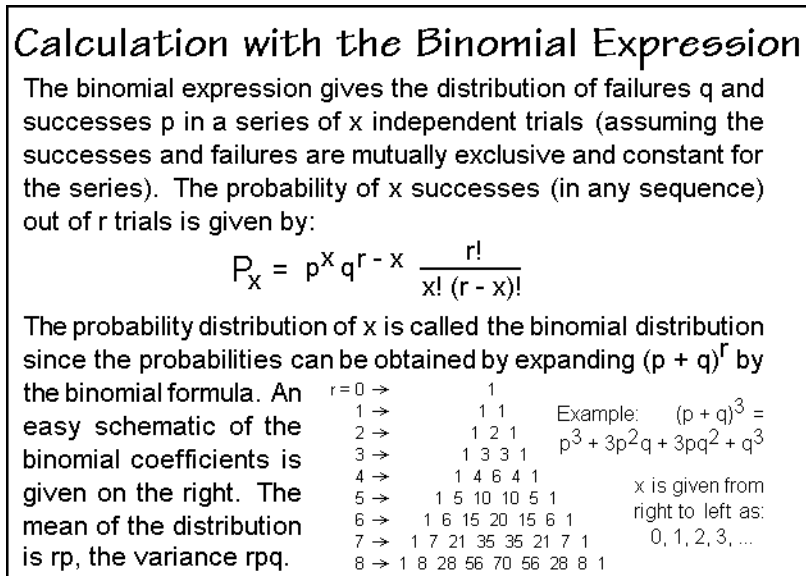 Calculation with the Binomial Expression
The binomial expression gives the distribution of failures q and
successes p in a series of x independent trials (assuming the
successes and failures are mutually exclusive and constant for
the series). The probability of x successes (in any sequence)
out of r trials is given by:
Pₓ = pˣ qʳ ⁻ ˣ r! / x! (r - x)!
The probability distribution of x is called the binomial distribution
since the probabilities can be obtained by expanding (p + q)ʳ by
the binomial formula. An
easy schematic of the
binomial coefficients is
given on the right. The
mean of the distribution
is rp, the variance rpq.
r = 0 → 1
1 → 1 1
2 → 1 2 1
3 → 1 3 3 1
4 → 1 4 6 4 1
5 → 1 5 10 10 5 1
6 → 1 6 15 20 15 6 1
7 → 1 7 21 35 35 21 7 1
8 → 1 8 28 56 70 56 28 8 1
Example: (p + q)³ =
p³ + 3p²q + 3pq² + q³
x is given from
right to left as:
0, 1, 2, 3, ...